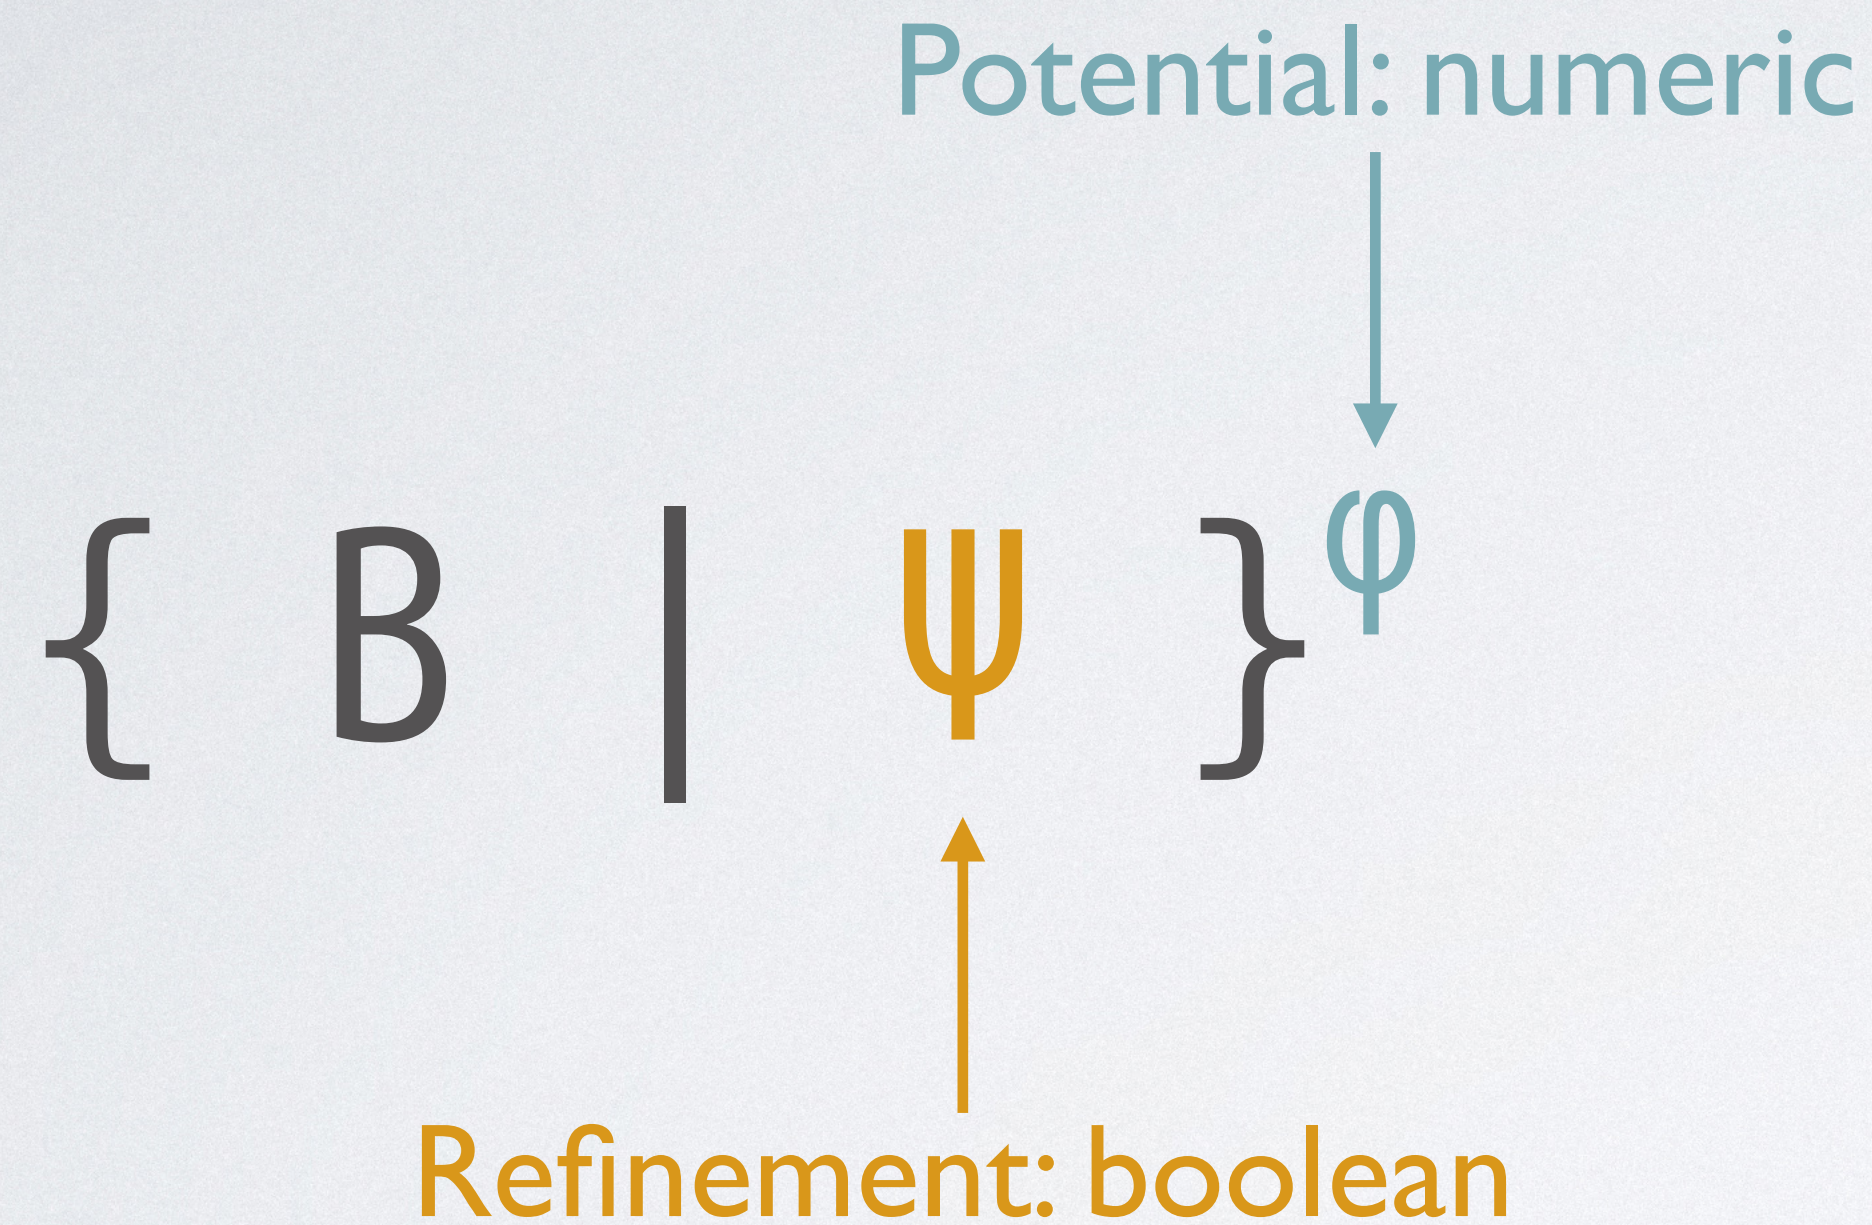 Potential: numeric
{ B | ψ }^φ
Refinement: boolean